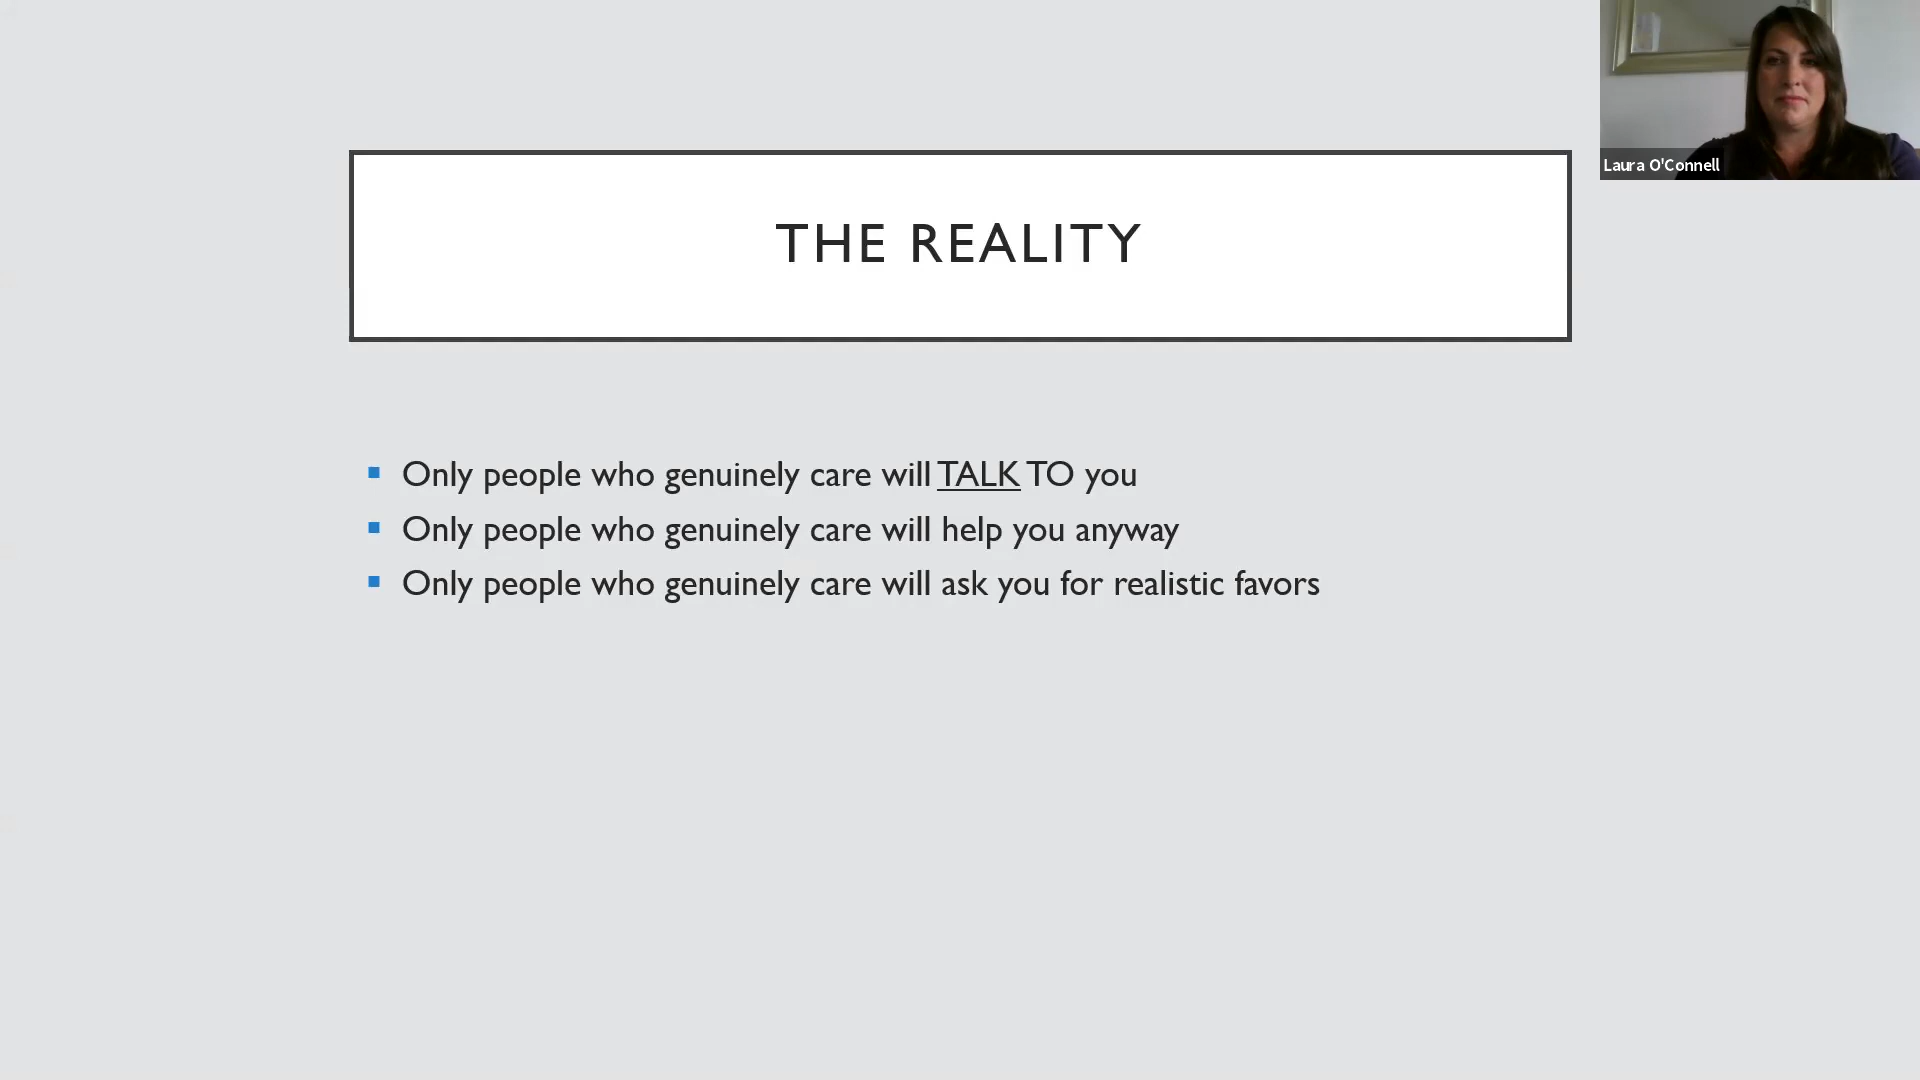 Laura O'Connell
THE REALITY
Only people who genuinely care will TALK TO you
Only people who genuinely care will help you anyway
Only people who genuinely care will ask you for realistic favors